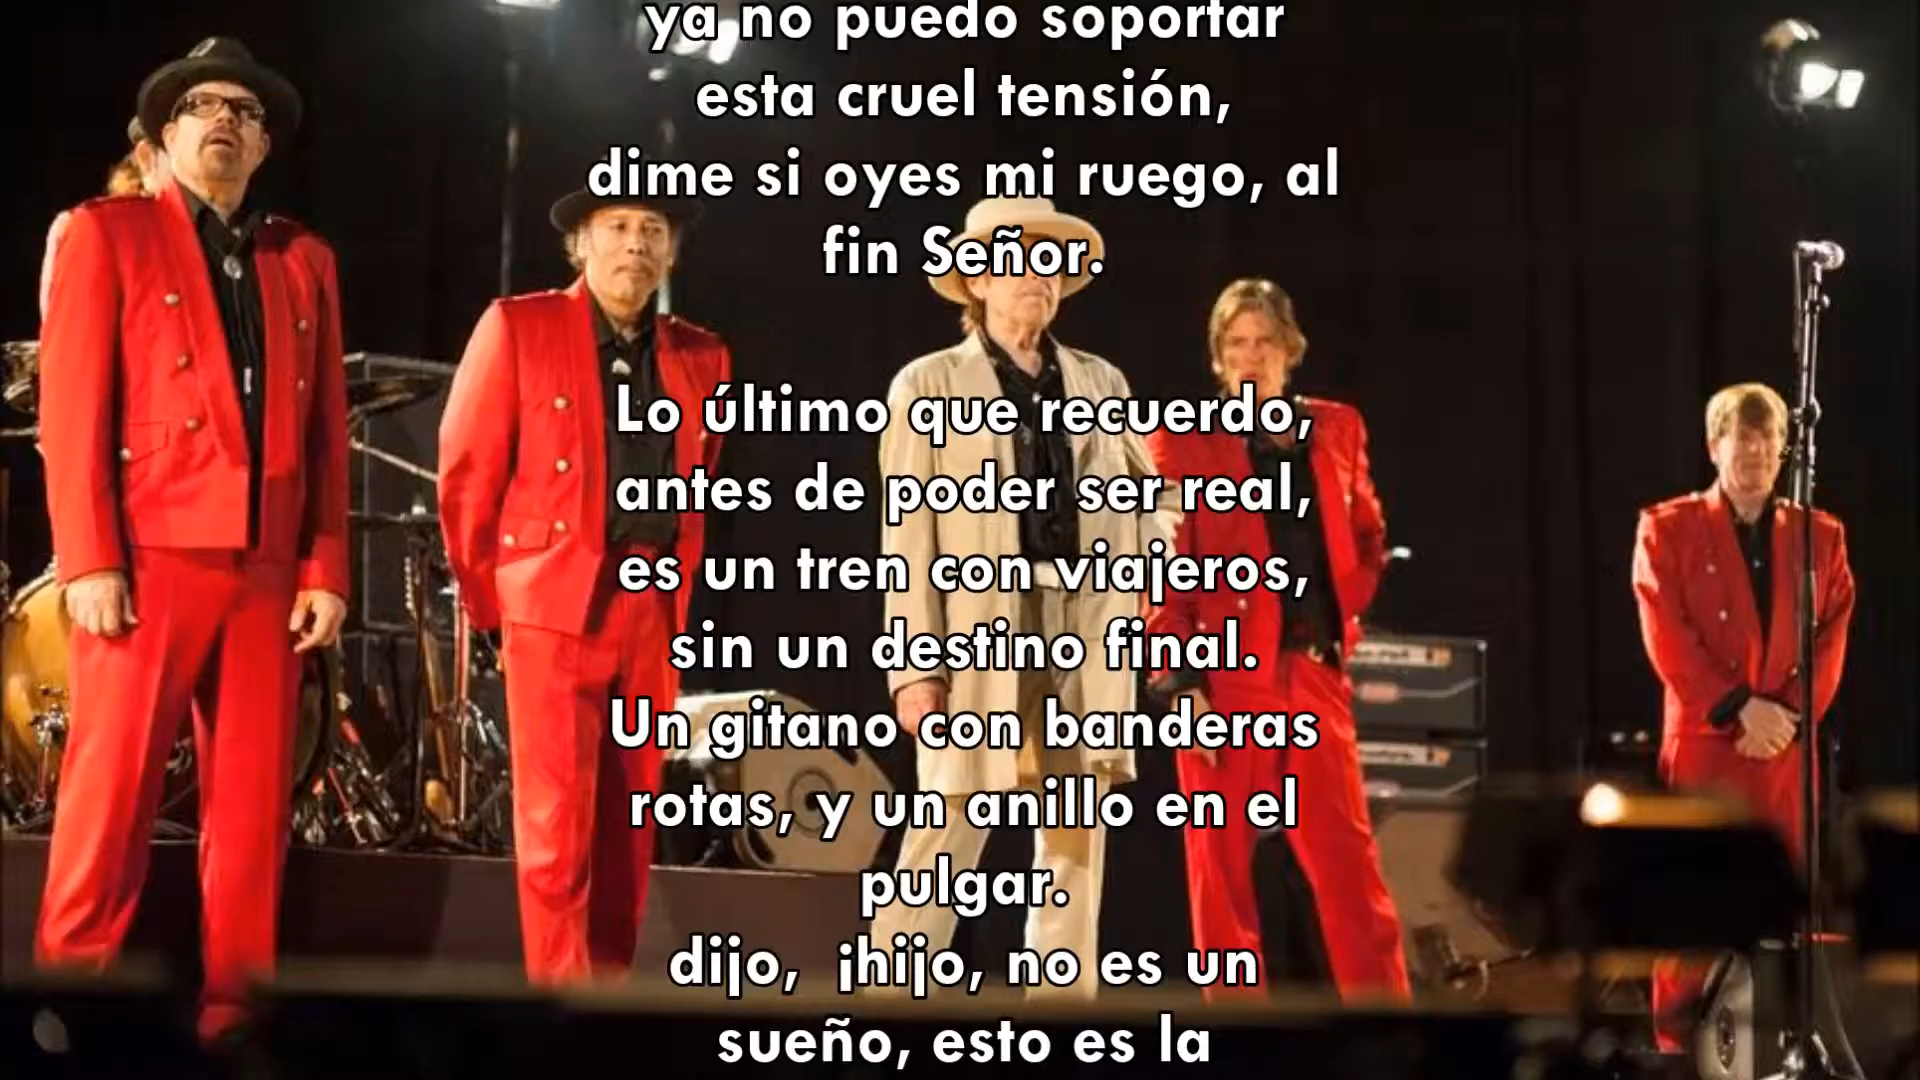 ya no puedo soportar
esta cruel tensión,
dime si oyes mi ruego, al
fin Señor.
Lo último que recuerdo,
antes de poder ser real,
es un tren con viajeros,
sin un destino final.
Un gitano con banderas
rotas, y un anillo en el
pulgar.
dijo,  ¡hijo, no es un
sueño, esto es la